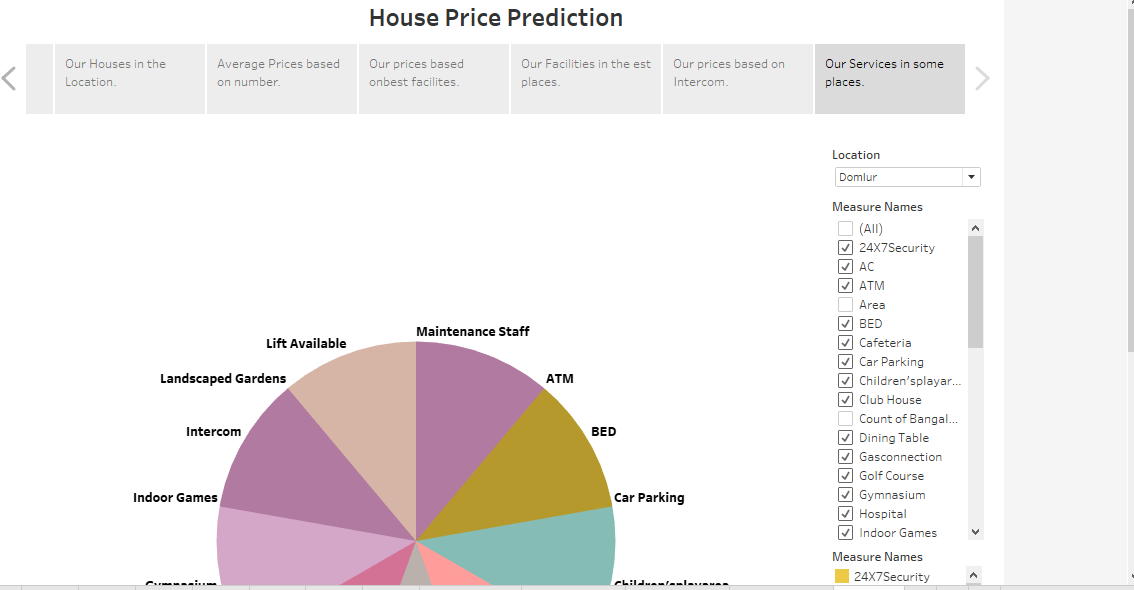 House Price Prediction
Our Houses in the
Location.
Average Prices based
on number.
Our prices based
onbest facilites.
Our Facilities in the est
places.
Our prices based on
Intercom.
Our Services in some
places.
Location
Domlur
Measure Names
(All)
24X7Security
AC
ATM
Area
BED
Cafeteria
Car Parking
Children'splayar...
Club House
Count of Bangal...
Dining Table
Gasconnection
Golf Course
Gymnasium
Hospital
Indoor Games
Measure Names
24X7Security
Maintenance Staff
Lift Available
Landscaped Gardens
ATM
Intercom
BED
Indoor Games
Car Parking
Gymnasium
Children'splayarea